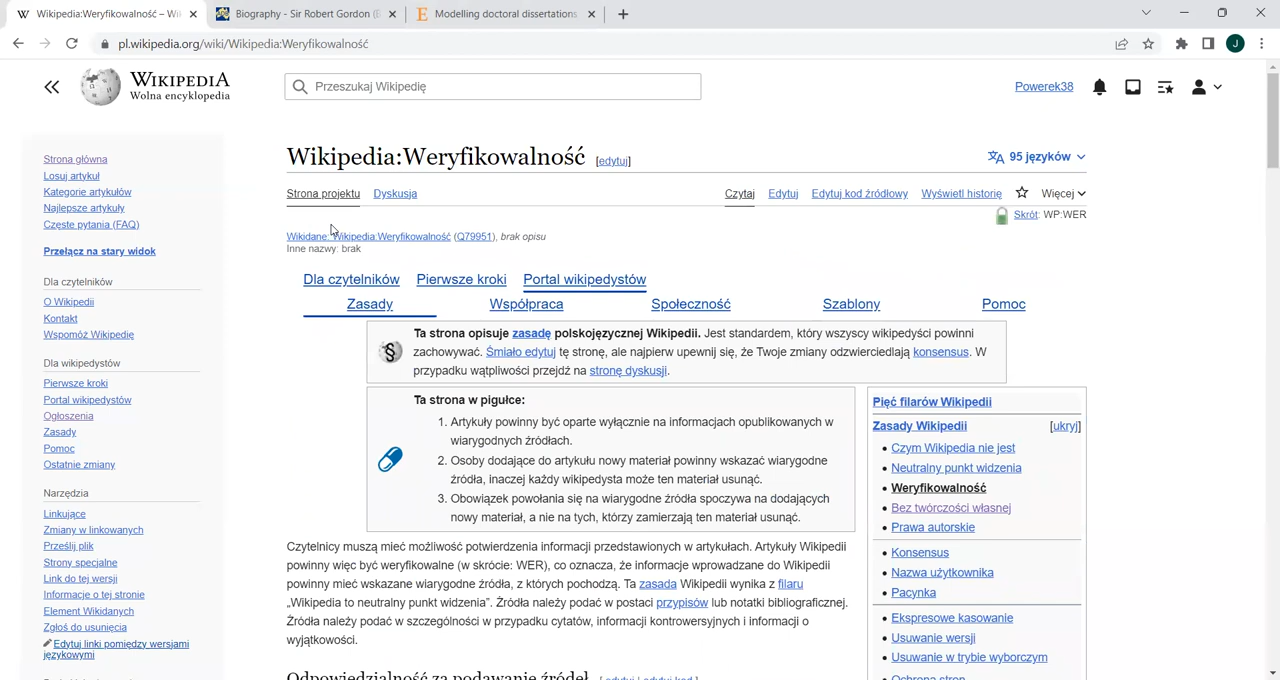 Wikipedia:Weryfikowalność – Wi
Biography - Sir Robert Gordon (B
Modelling doctoral dissertations
pl.wikipedia.org/wiki/Wikipedia:Weryfikowalność
J
WIKIPEDIA
Wolna encyklopedia
Przeszukaj Wikipedię
Powerek38
Strona główna
Losuj artykuł
Kategorie artykułów
Najlepsze artykuły
Częste pytania (FAQ)
Przełącz na stary widok
Dla czytelników
O Wikipedii
Kontakt
Wspomóż Wikipedię
Dla wikipedystów
Pierwsze kroki
Portal wikipedystów
Ogłoszenia
Zasady
Pomoc
Ostatnie zmiany
Narzędzia
Linkujące
Zmiany w linkowanych
Prześlij plik
Strony specjalne
Link do tej wersji
Informacje o tej stronie
Element Wikidanych
Zgłoś do usunięcia
Edytuj linki pomiędzy wersjami
językowymi
Wikipedia:Weryfikowalność [edytuj]
95 języków
Strona projektu Dyskusja
Czytaj Edytuj Edytuj kod źródłowy Wyświetl historię Więcej
Skrót: WP:WER
Wikidane: Wikipedia:Weryfikowalność (Q79951), brak opisu
Inne nazwy: brak
Dla czytelników Pierwsze kroki Portal wikipedystów
Zasady Współpraca Społeczność Szablony Pomoc
§
Ta strona opisuje zasadę polskojęzycznej Wikipedii. Jest standardem, który wszyscy wikipedyści powinni
zachowywać. Śmiało edytuj tę stronę, ale najpierw upewnij się, że Twoje zmiany odzwierciedlają konsensus. W
przypadku wątpliwości przejdź na stronę dyskusji.
Ta strona w pigułce:
1. Artykuły powinny być oparte wyłącznie na informacjach opublikowanych w
wiarygodnych źródłach.
2. Osoby dodające do artykułu nowy materiał powinny wskazać wiarygodne
źródła, inaczej każdy wikipedysta może ten materiał usunąć.
3. Obowiązek powołania się na wiarygodne źródła spoczywa na dodających
nowy materiał, a nie na tych, którzy zamierzają ten materiał usunąć.
Czytelnicy muszą mieć możliwość potwierdzenia informacji przedstawionych w artykułach. Artykuły Wikipedii
powinny więc być weryfikowalne (w skrócie: WER), co oznacza, że informacje wprowadzane do Wikipedii
powinny mieć wskazane wiarygodne źródła, z których pochodzą. Ta zasada Wikipedii wynika z filaru
„Wikipedia to neutralny punkt widzenia”. Źródła należy podać w postaci przypisów lub notatki bibliograficznej.
Źródła należy podać w szczególności w przypadku cytatów, informacji kontrowersyjnych i informacji o
wyjątkowości.
Odpowiedzialność za podawanie źródeł [ edytuj | edytuj kod ]
Pięć filarów Wikipedii
Zasady Wikipedii [ukryj]
• Czym Wikipedia nie jest
• Neutralny punkt widzenia
• Weryfikowalność
• Bez twórczości własnej
• Prawa autorskie
• Konsensus
• Nazwa użytkownika
• Pacynka
• Ekspresowe kasowanie
• Usuwanie wersji
• Usuwanie w trybie wyborczym
• Ochrona stron